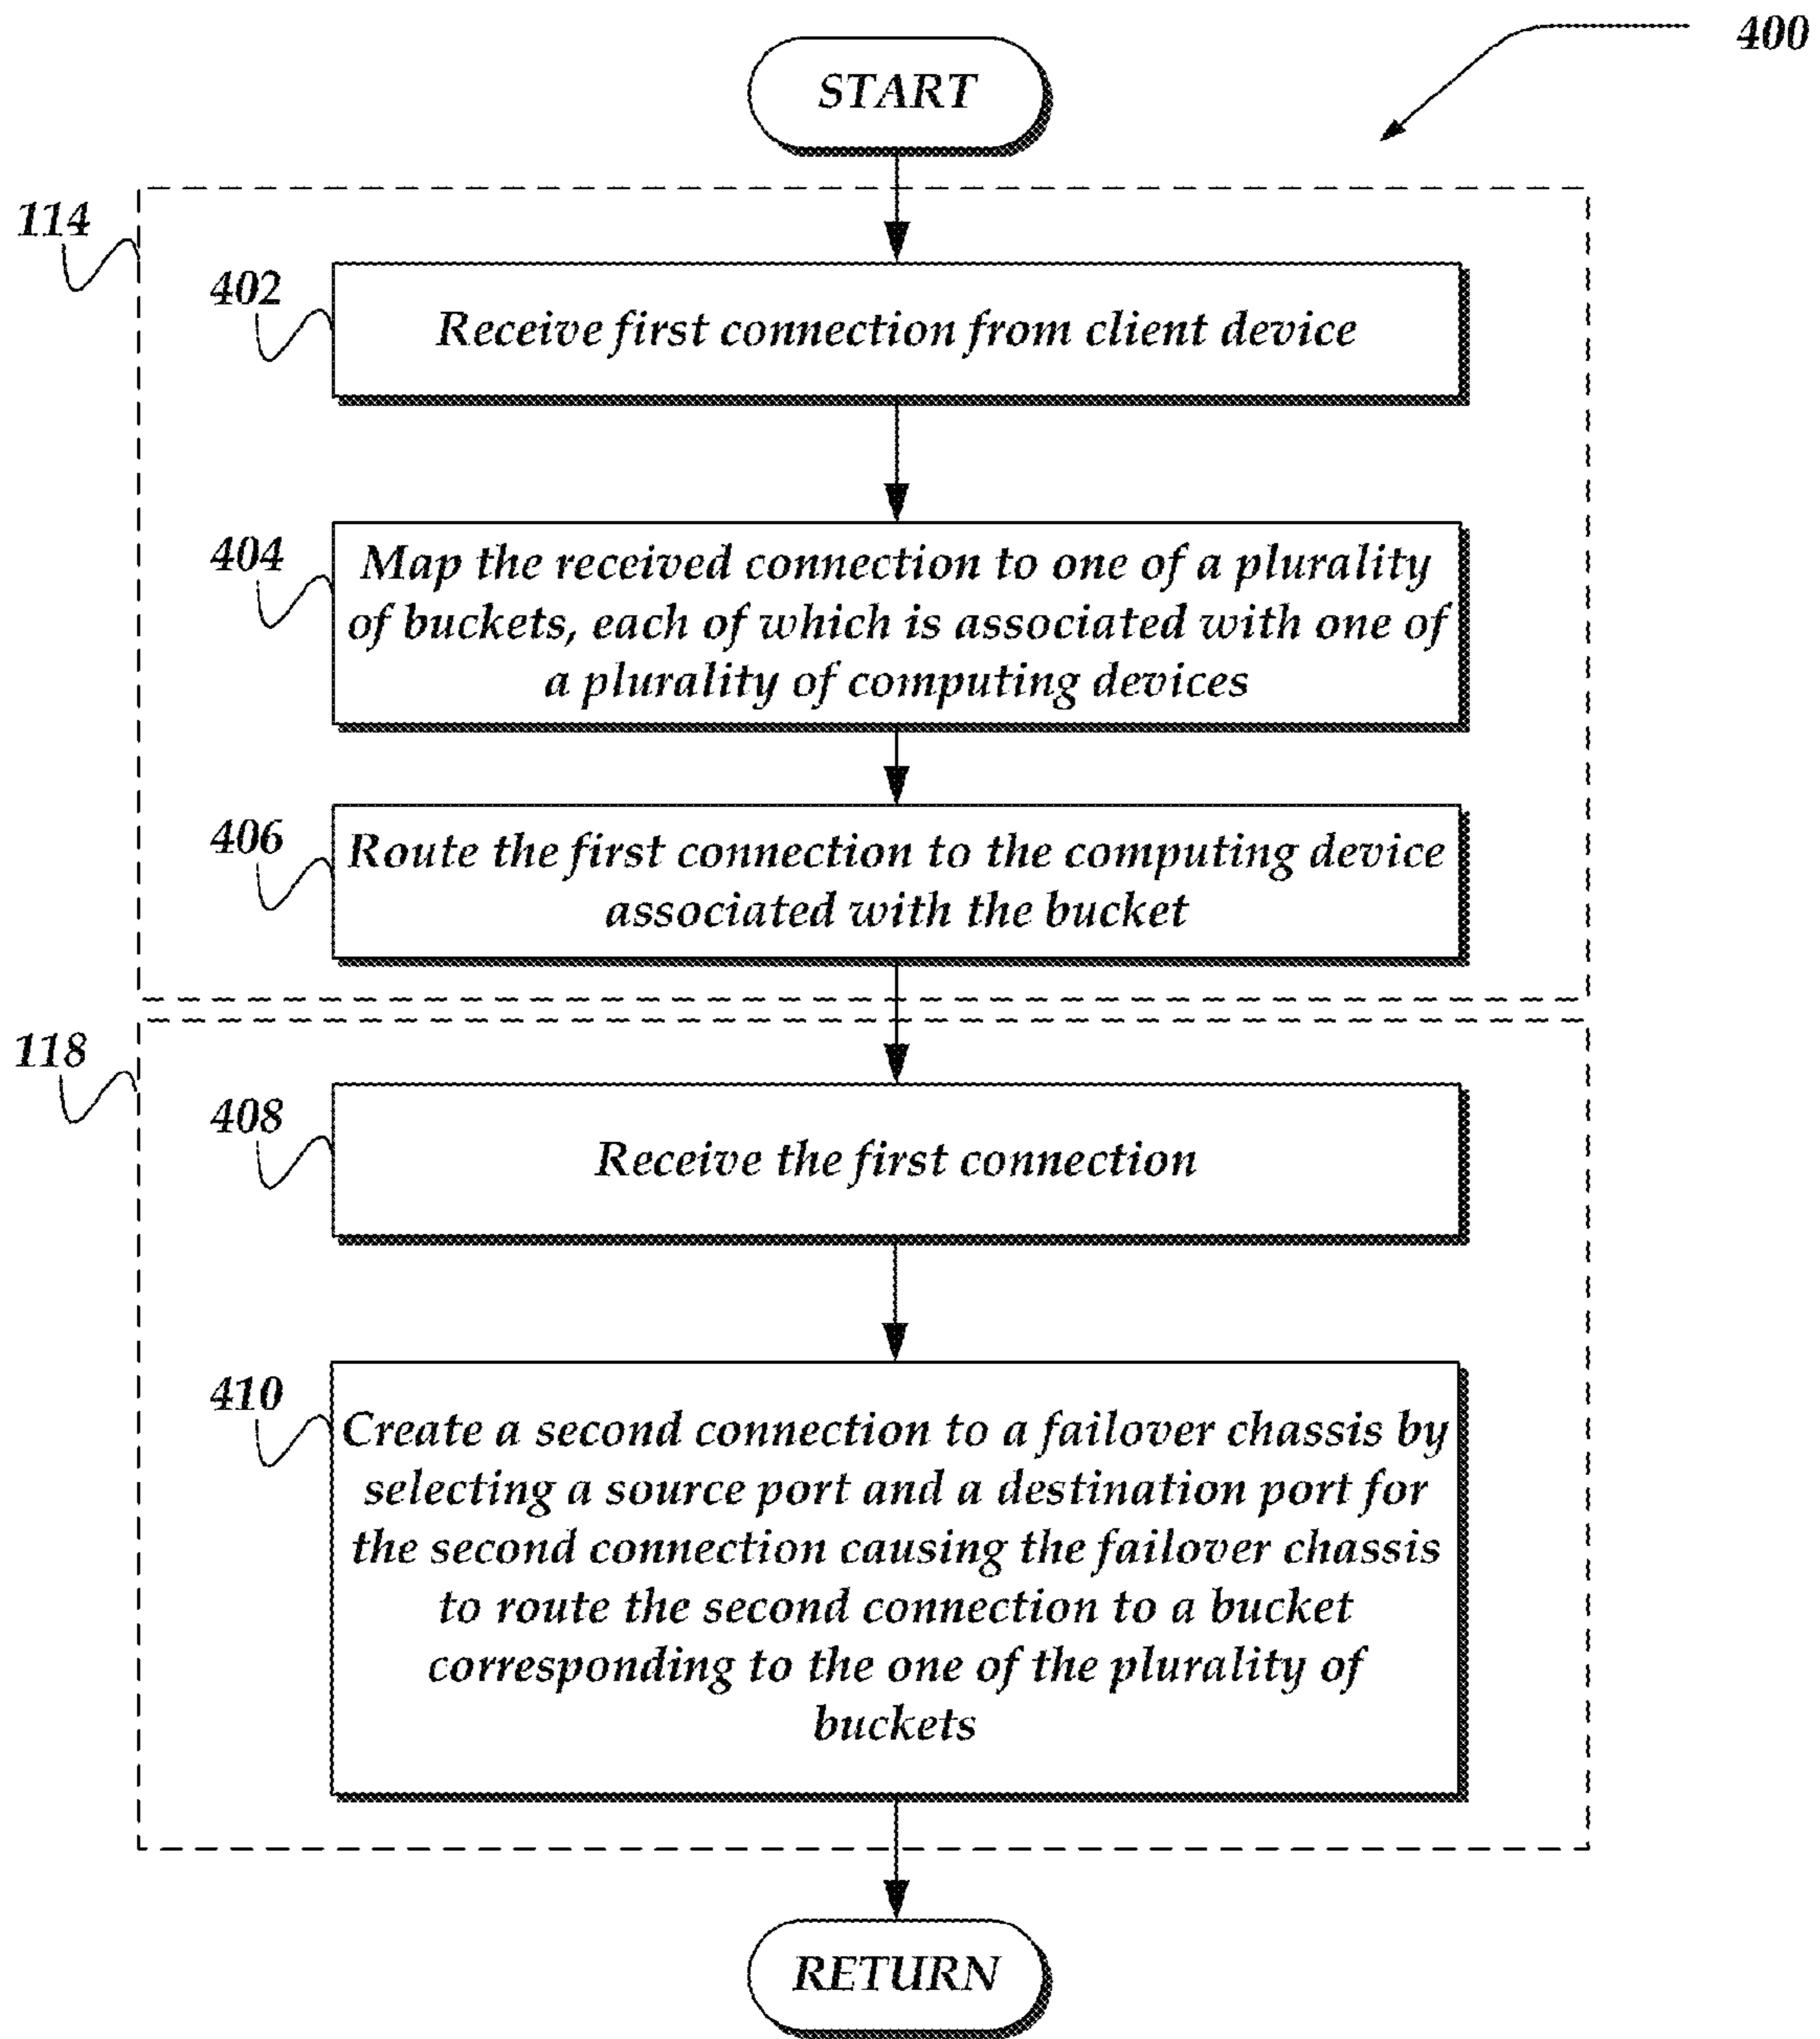 400
START
114
402
Receive first connection from client device
404
Map the received connection to one of a plurality
of buckets, each of which is associated with one of
a plurality of computing devices
406
Route the first connection to the computing device
associated with the bucket
118
408
Receive the first connection
410
Create a second connection to a failover chassis by
selecting a source port and a destination port for
the second connection causing the failover chassis
to route the second connection to a bucket
corresponding to the one of the plurality of
buckets
RETURN